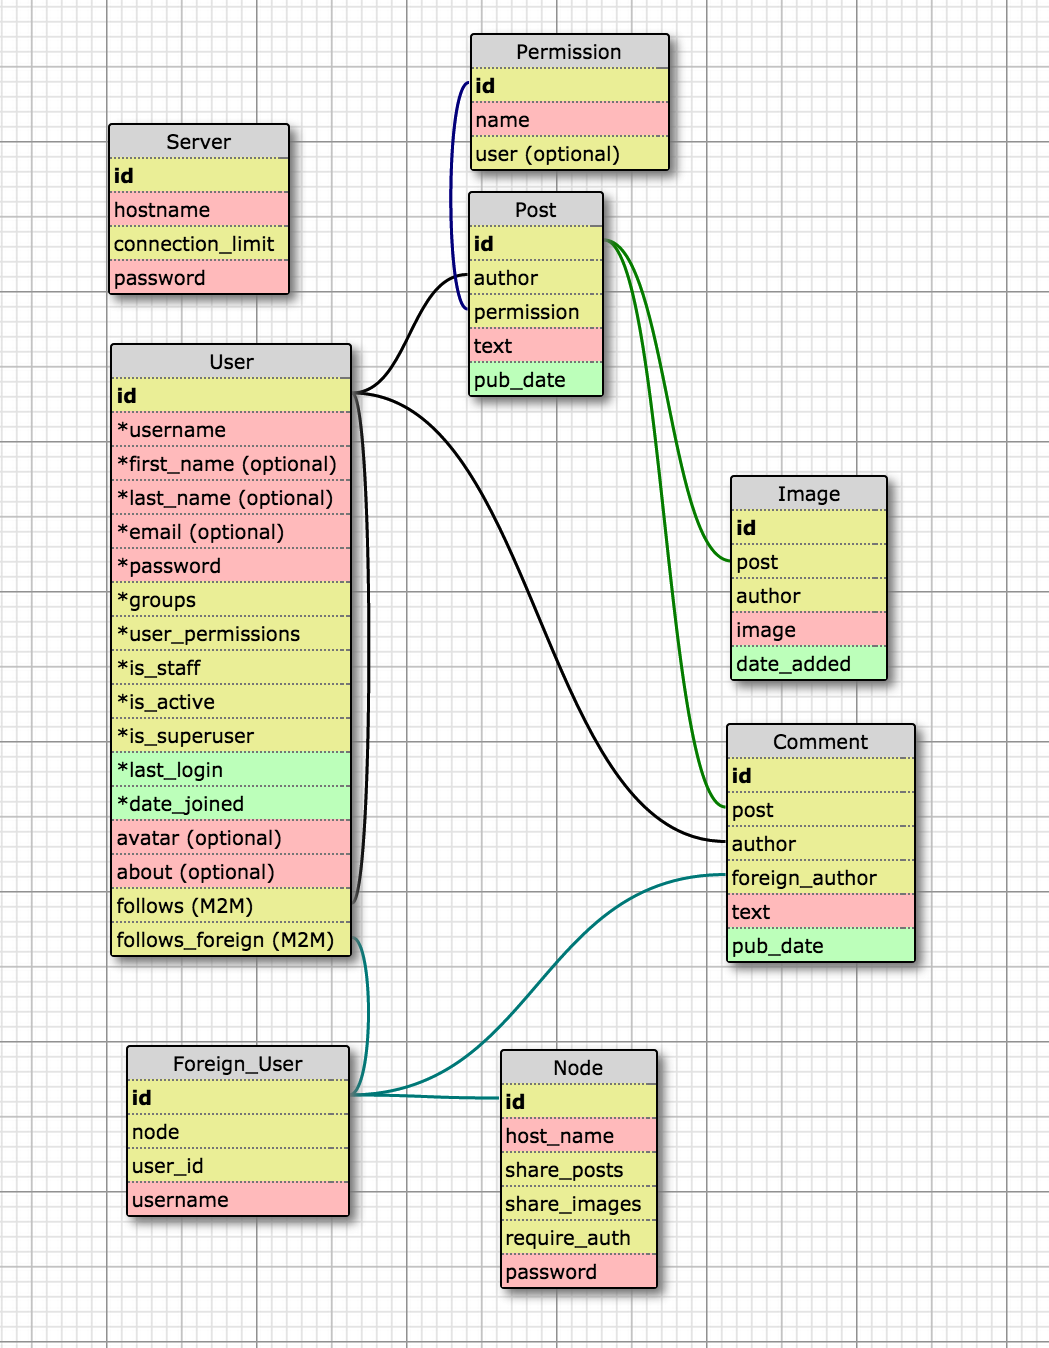 Permission
id
name
user (optional)
Server
id
hostname
connection_limit
password
Post
id
author
permission
text
pub_date
User
id
*username
*first_name (optional)
*last_name (optional)
*email (optional)
*password
*groups
*user_permissions
*is_staff
*is_active
*is_superuser
*last_login
*date_joined
avatar (optional)
about (optional)
follows (M2M)
follows_foreign (M2M)
Image
id
post
author
image
date_added
Comment
id
post
author
foreign_author
text
pub_date
Foreign_User
id
node
user_id
username
Node
id
host_name
share_posts
share_images
require_auth
password